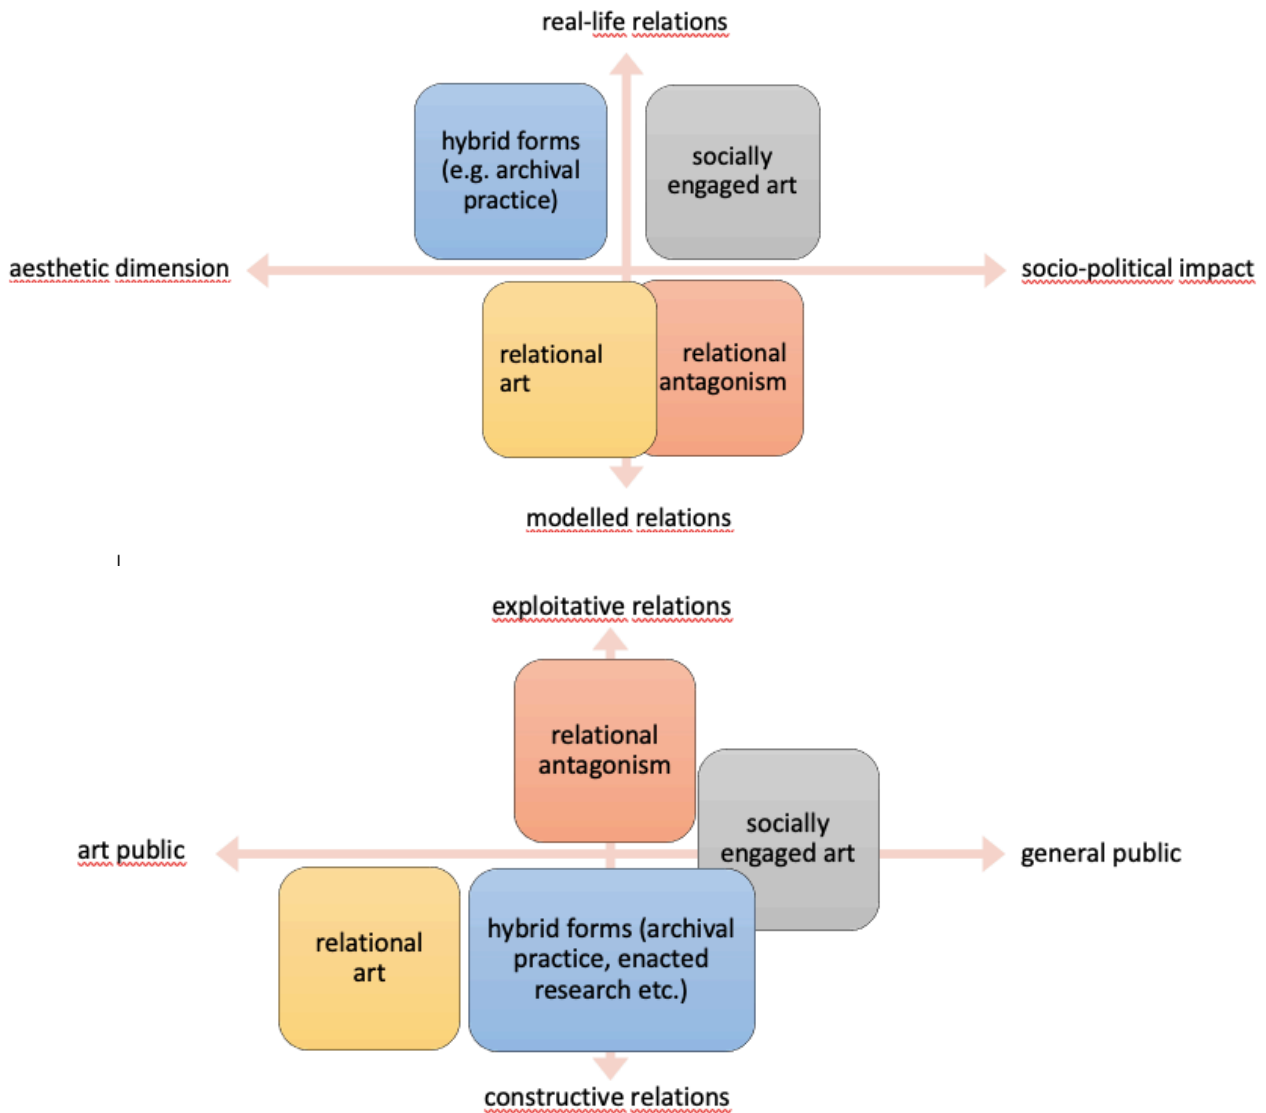 real-life relations
hybrid forms
(e.g. archival
practice)
socially
engaged art
aesthetic dimension
socio-political impact
relational
art
relational
antagonism
modelled relations
exploitative relations
relational
antagonism
socially
engaged art
art public
general public
relational
art
hybrid forms (archival
practice, enacted
research etc.)
constructive relations